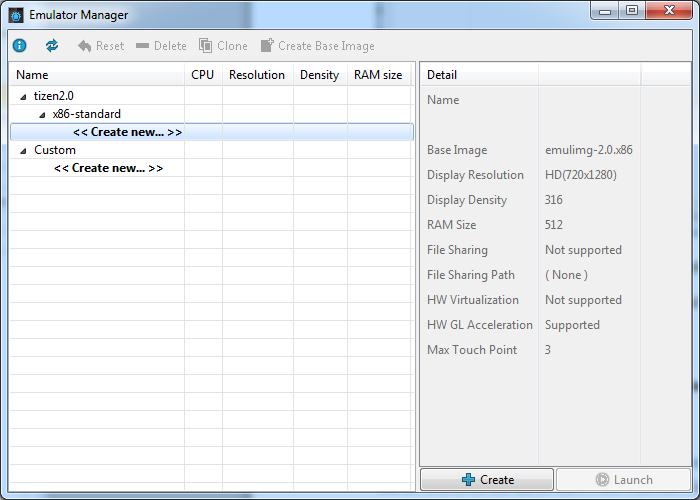 Emulator Manager
Reset Delete Clone Create Base Image
Name CPU Resolution Density RAM size
tizen2.0
x86-standard
<< Create new... >>
Custom
<< Create new... >>
Detail
Name
Base Image emulimg-2.0.x86
Display Resolution HD(720x1280)
Display Density 316
RAM Size 512
File Sharing Not supported
File Sharing Path ( None )
HW Virtualization Not supported
HW GL Acceleration Supported
Max Touch Point 3
Create Launch